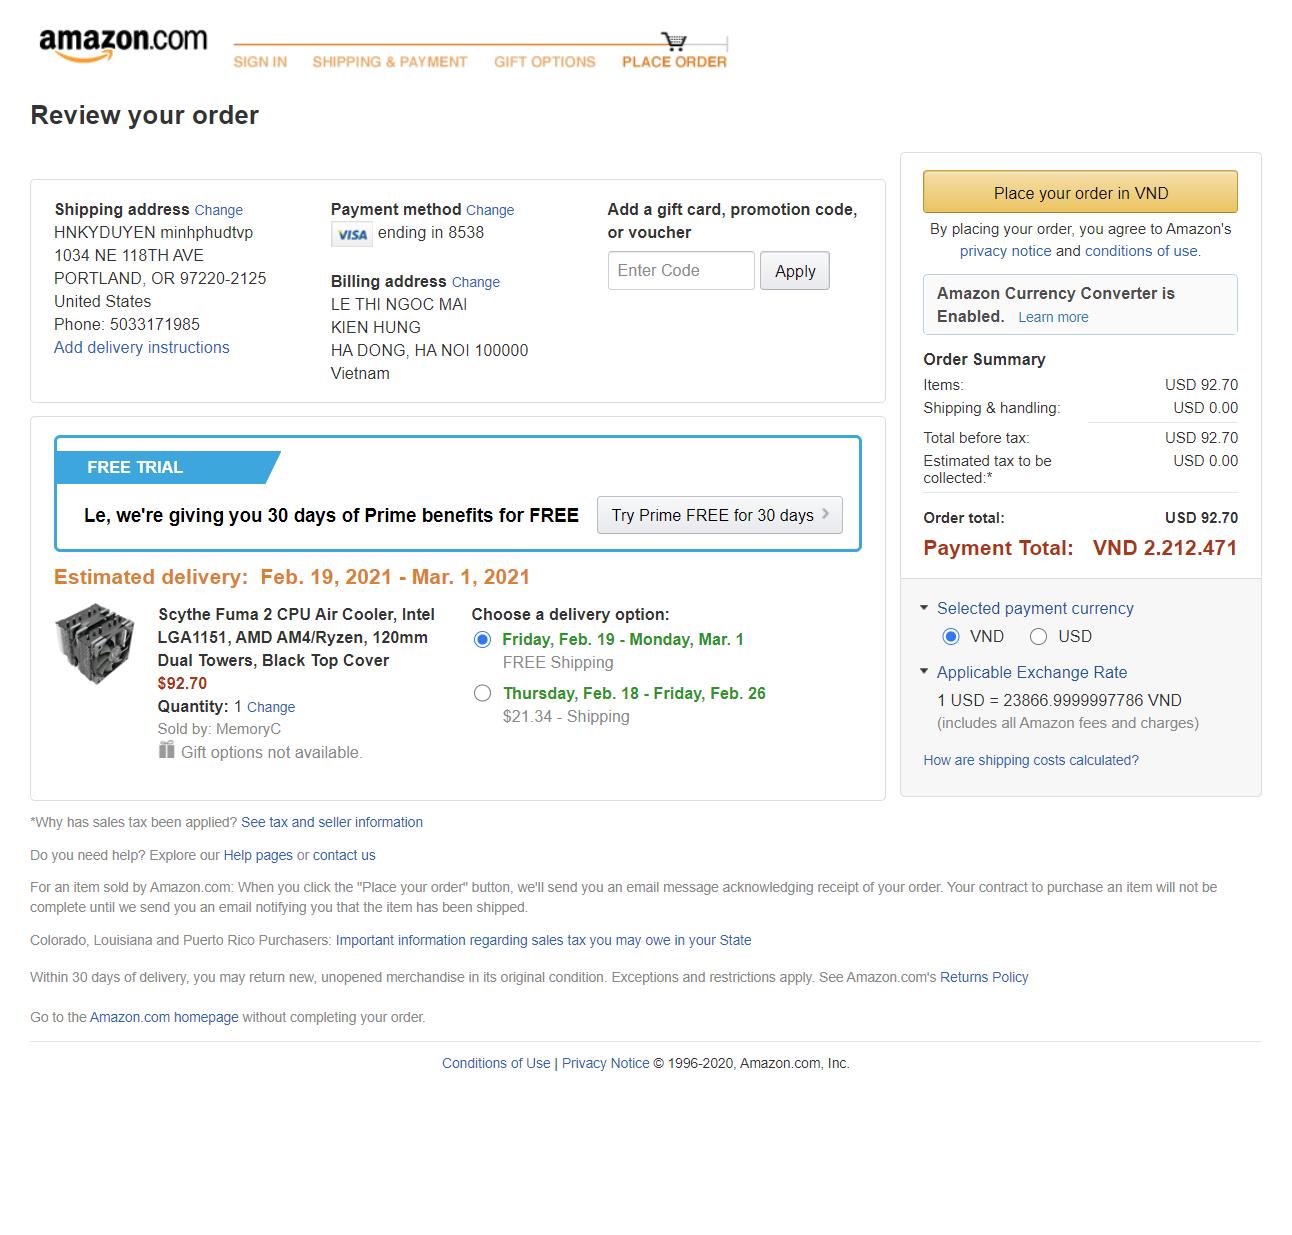 amazon.com
SIGN IN SHIPPING & PAYMENT GIFT OPTIONS PLACE ORDER
Review your order
Shipping address Change
HNKYDUYEN minhphudtvp
1034 NE 118TH AVE
PORTLAND, OR 97220-2125
United States
Phone: 5033171985
Add delivery instructions
Payment method Change
VISA ending in 8538
Billing address Change
LE THI NGOC MAI
KIEN HUNG
HA DONG, HA NOI 100000
Vietnam
Add a gift card, promotion code,
or voucher
Enter Code Apply
FREE TRIAL
Le, we're giving you 30 days of Prime benefits for FREE Try Prime FREE for 30 days
Estimated delivery: Feb. 19, 2021 - Mar. 1, 2021
Scythe Fuma 2 CPU Air Cooler, Intel
LGA1151, AMD AM4/Ryzen, 120mm
Dual Towers, Black Top Cover
$92.70
Quantity: 1 Change
Sold by: MemoryC
Gift options not available.
Choose a delivery option:
Friday, Feb. 19 - Monday, Mar. 1
FREE Shipping
Thursday, Feb. 18 - Friday, Feb. 26
$21.34 - Shipping
Place your order in VND
By placing your order, you agree to Amazon's
privacy notice and conditions of use.
Amazon Currency Converter is
Enabled. Learn more
Order Summary
Items: USD 92.70
Shipping & handling: USD 0.00
Total before tax: USD 92.70
Estimated tax to be USD 0.00
collected:*
Order total: USD 92.70
Payment Total: VND 2.212.471
Selected payment currency
VND USD
Applicable Exchange Rate
1 USD = 23866.9999997786 VND
(includes all Amazon fees and charges)
How are shipping costs calculated?
*Why has sales tax been applied? See tax and seller information
Do you need help? Explore our Help pages or contact us
For an item sold by Amazon.com: When you click the "Place your order" button, we'll send you an email message acknowledging receipt of your order. Your contract to purchase an item will not be
complete until we send you an email notifying you that the item has been shipped.
Colorado, Louisiana and Puerto Rico Purchasers: Important information regarding sales tax you may owe in your State
Within 30 days of delivery, you may return new, unopened merchandise in its original condition. Exceptions and restrictions apply. See Amazon.com's Returns Policy
Go to the Amazon.com homepage without completing your order.
Conditions of Use | Privacy Notice © 1996-2020, Amazon.com, Inc.